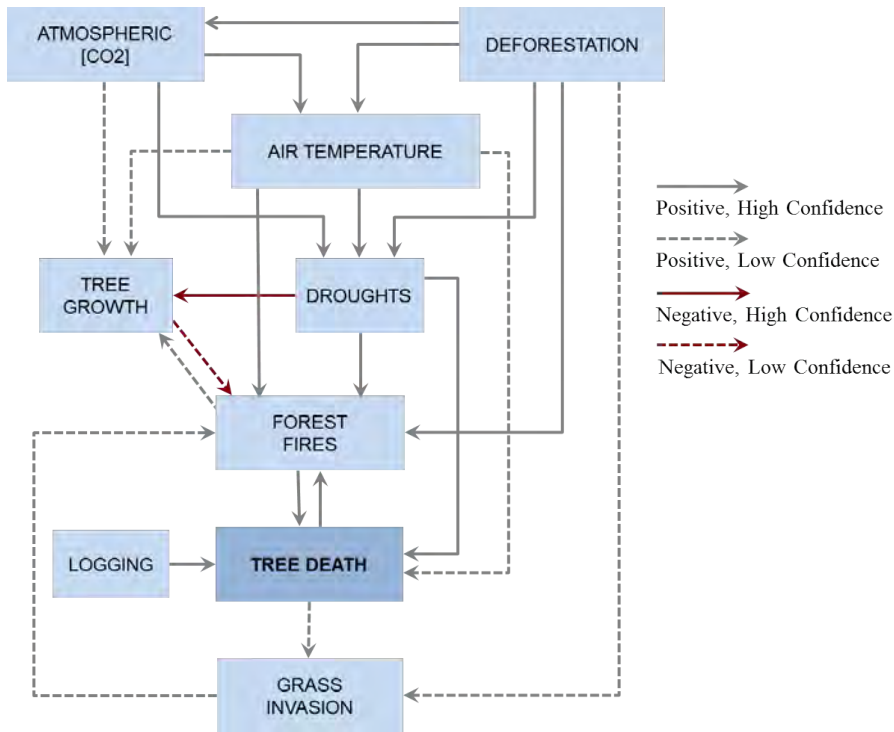 ATMOSPHERIC
[CO2]
DEFORESTATION
AIR TEMPERATURE
Positive, High Confidence
Positive, Low Confidence
TREE
GROWTH
DROUGHTS
Negative, High Confidence
Negative, Low Confidence
FOREST
FIRES
LOGGING
TREE DEATH
GRASS
INVASION